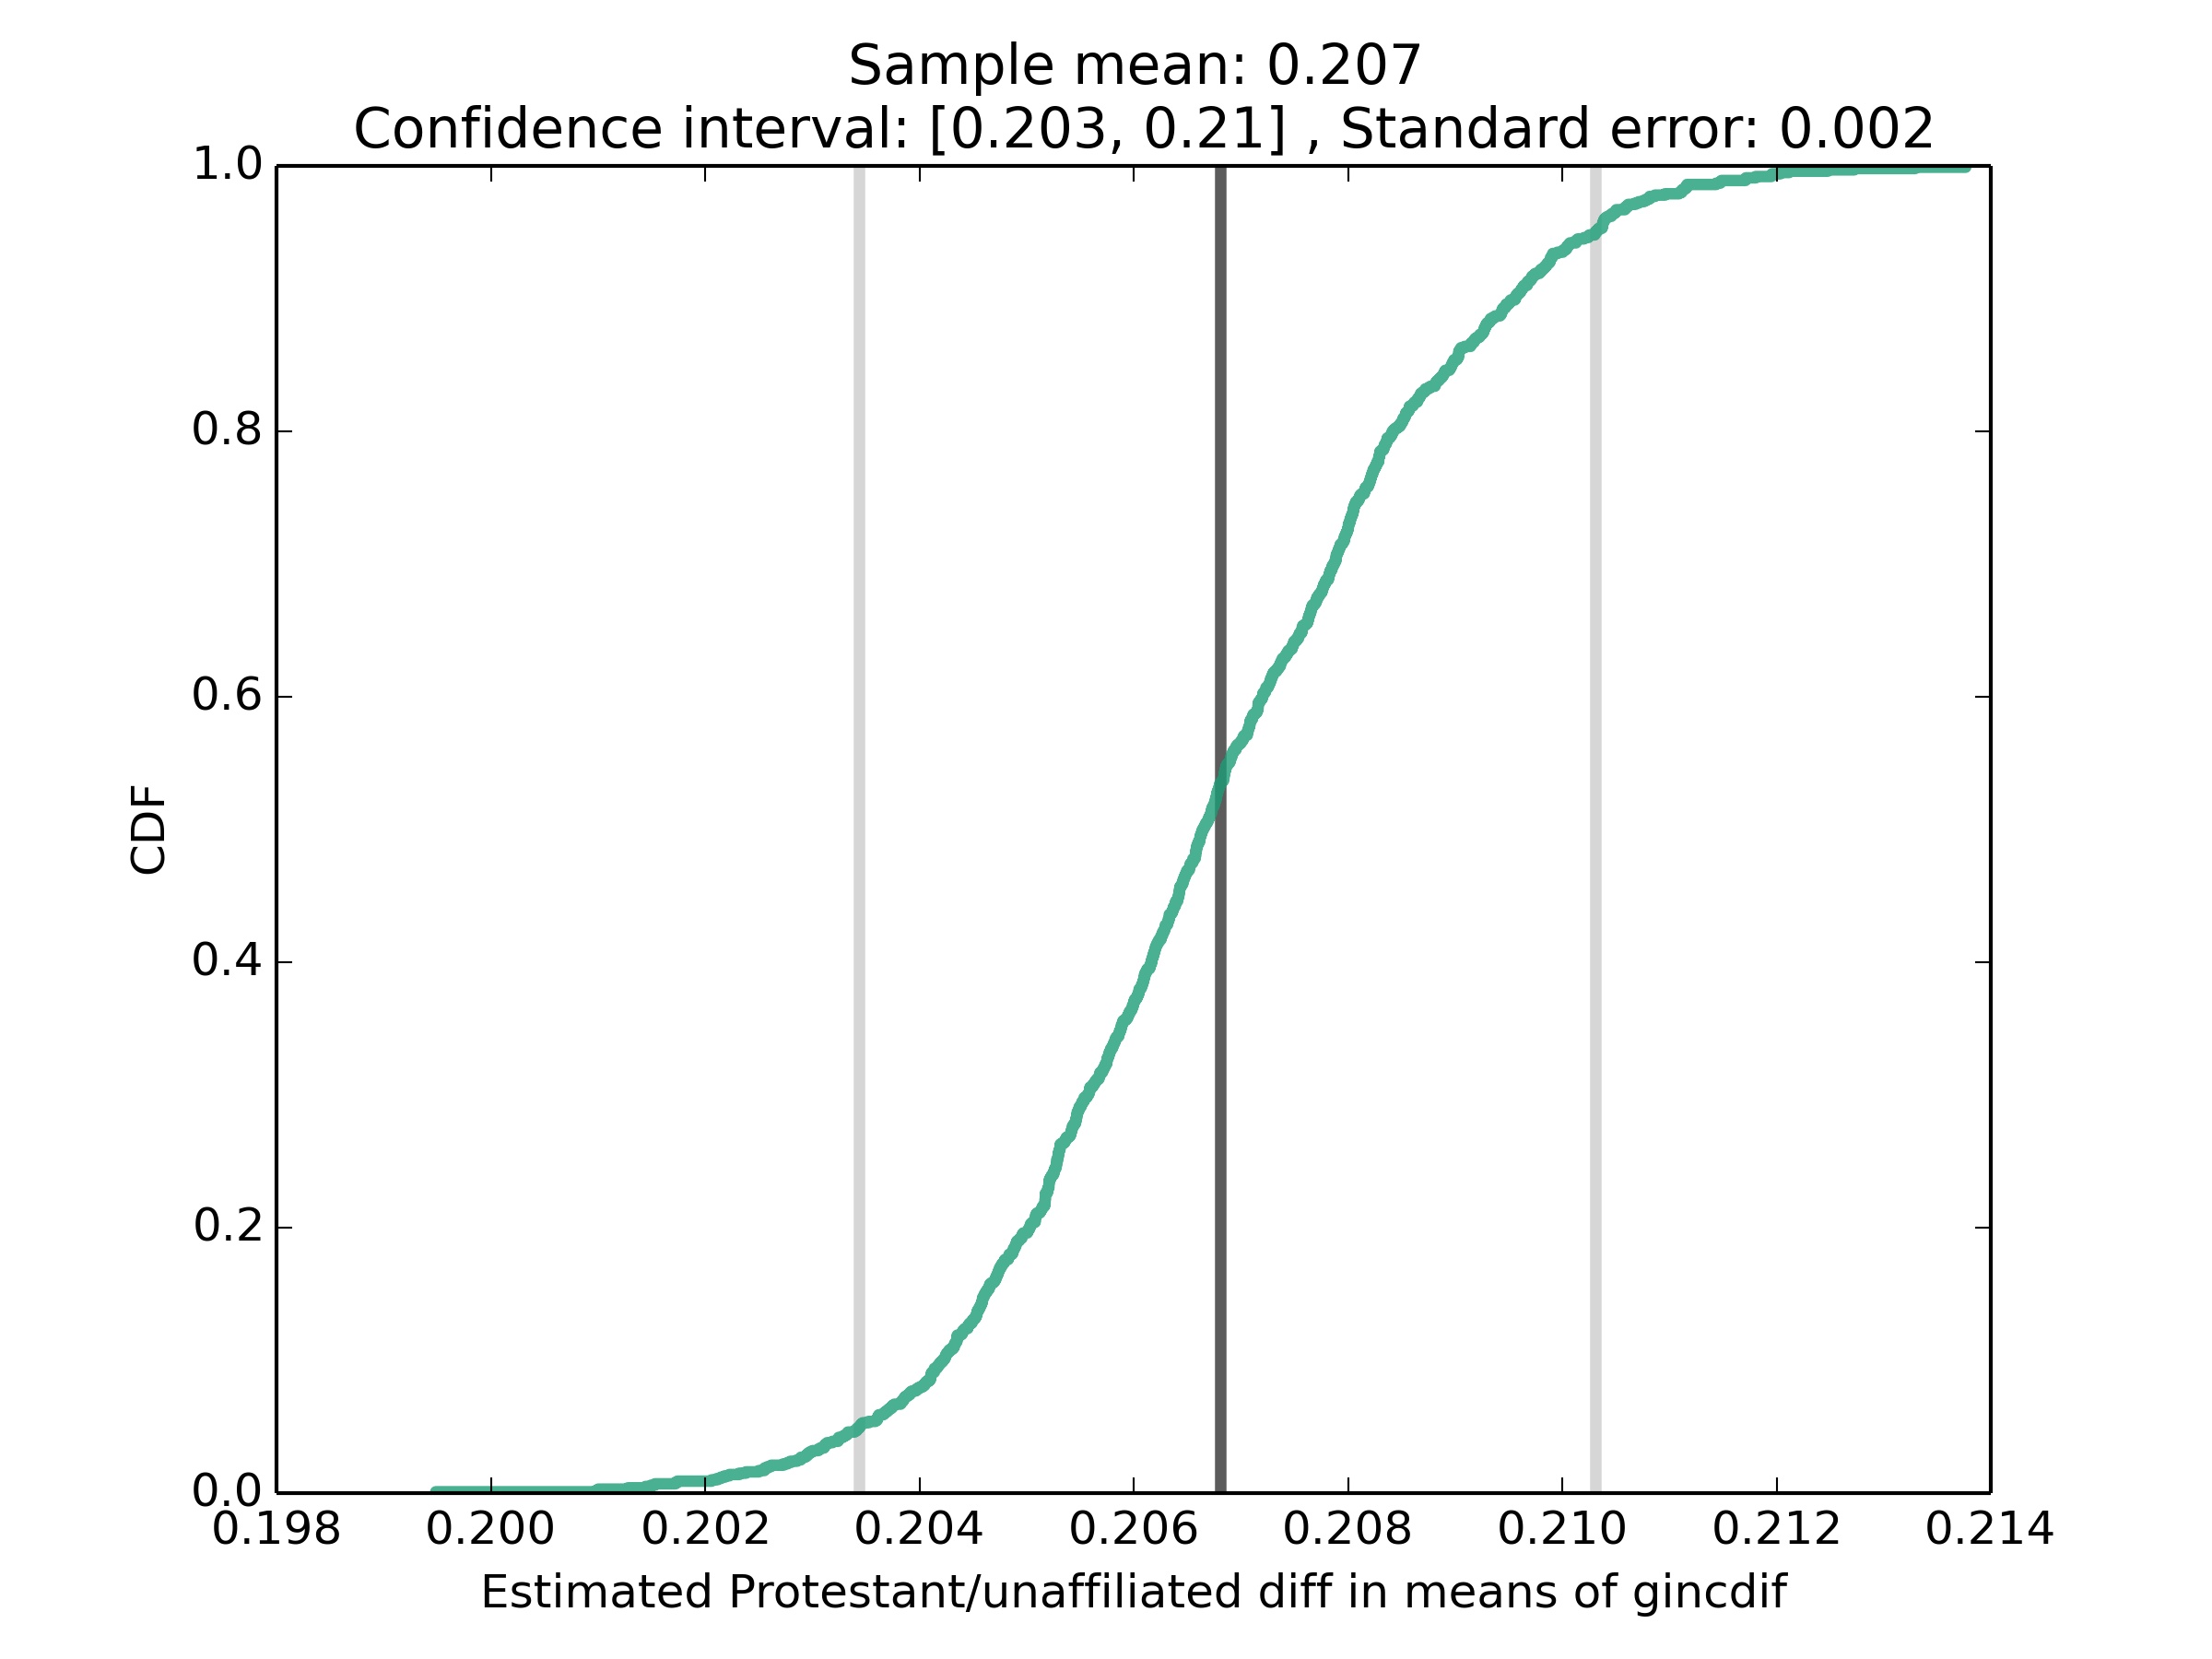 Sample mean: 0.207
Confidence interval: [0.203, 0.21] , Standard error: 0.002
1.0
0.8
0.6
0.4
0.2
0.0
CDF
0.198 0.200 0.202 0.204 0.206 0.208 0.210 0.212 0.214
Estimated Protestant/unaffiliated diff in means of gincdif